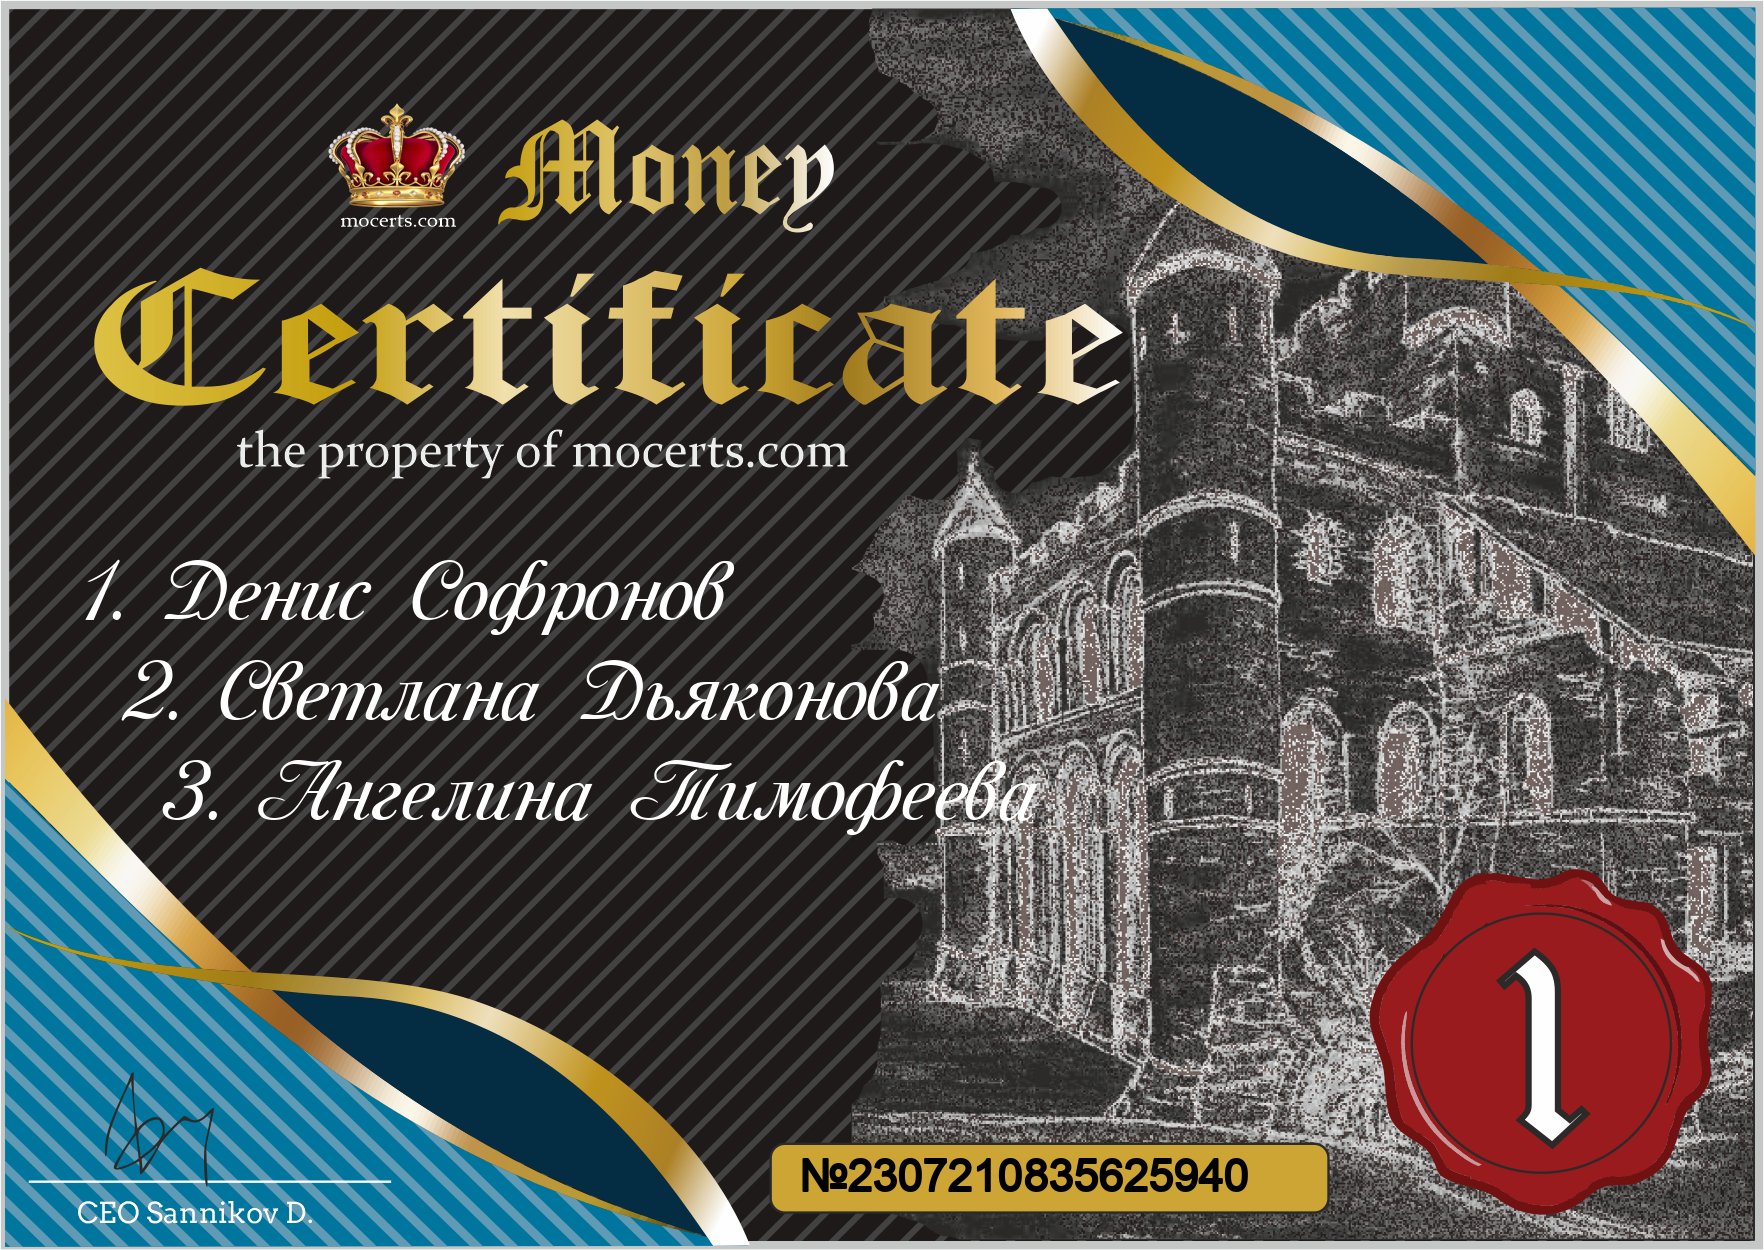 mocerts.com
Money
Certificate
the property of mocerts.com
1. Денис Софронов
2. Светлана Дьяконова
3. Ангелина Тимофеева
1
№2307210835625940
CEO Sannikov D.